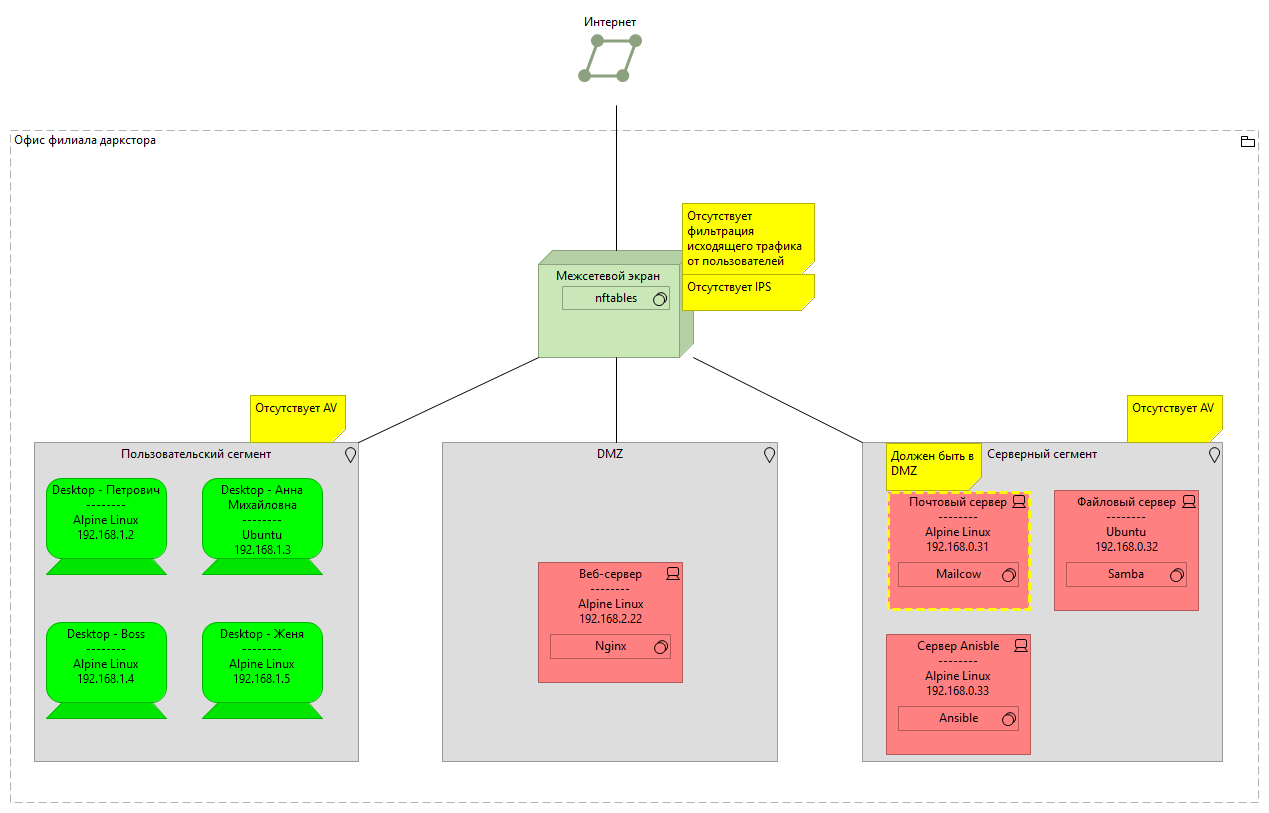 Интернет
Офис филиала даркстора
Отсутствует
фильтрация
исходящего трафика
от пользователей
Отсутствует IPS
Межсетевой экран
nftables
Отсутствует AV
Пользовательский сегмент
Desktop - Петрович
--------
Alpine Linux
192.168.1.2
Desktop - Анна
Михайловна
--------
Ubuntu
192.168.1.3
Desktop - Boss
--------
Alpine Linux
192.168.1.4
Desktop - Женя
--------
Alpine Linux
192.168.1.5
DMZ
Веб-сервер
--------
Alpine Linux
192.168.2.22
Nginx
Отсутствует AV
Серверный сегмент
Должен быть в
DMZ
Почтовый сервер
--------
Alpine Linux
192.168.0.31
Mailcow
Файловый сервер
--------
Ubuntu
192.168.0.32
Samba
Сервер Anisble
--------
Alpine Linux
192.168.0.33
Ansible